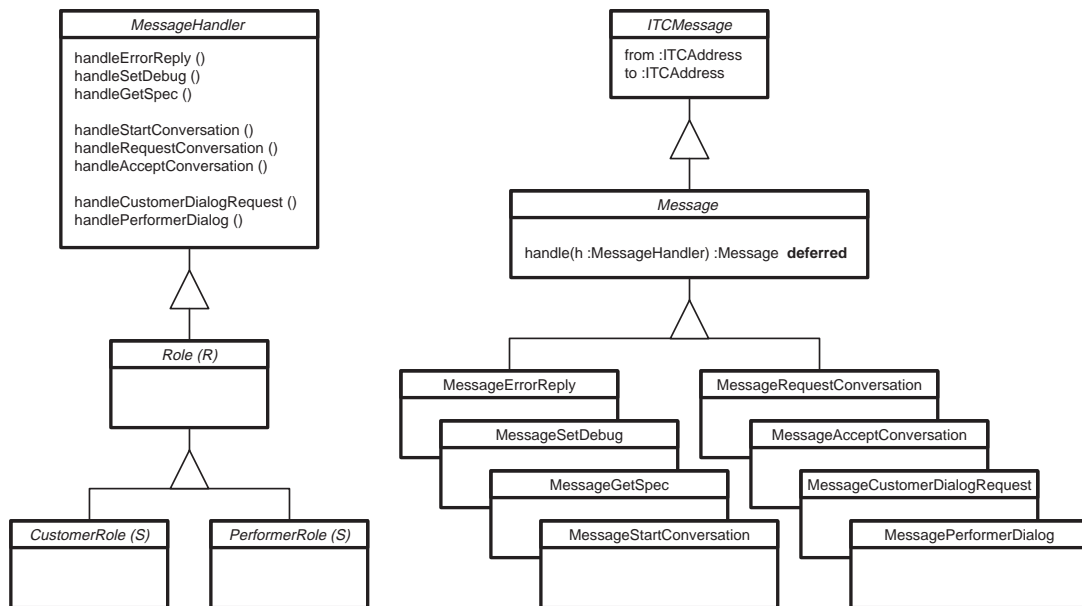 MessageHandler
handleErrorReply ()
handleSetDebug ()
handleGetSpec ()
handleStartConversation ()
handleRequestConversation ()
handleAcceptConversation ()
handleCustomerDialogRequest ()
handlePerformerDialog ()
Role (R)
CustomerRole (S)
PerformerRole (S)
ITCMessage
from :ITCAddress
to :ITCAddress
Message
handle(h :MessageHandler) :Message deferred
MessageErrorReply
MessageSetDebug
MessageGetSpec
MessageStartConversation
MessageRequestConversation
MessageAcceptConversation
MessageCustomerDialogRequest
MessagePerformerDialog